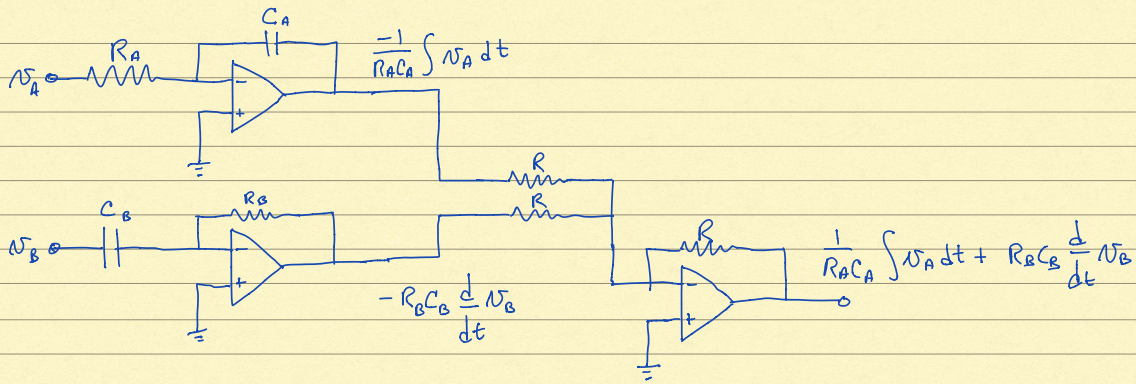 C_A
R_A
v_A
-1/(R_A C_A) ∫ v_A dt
-
+
R
R
C_B
R_B
v_B
-
+
-R_B C_B d/dt v_B
R
1/(R_A C_A) ∫ v_A dt + R_B C_B d/dt v_B
-
+